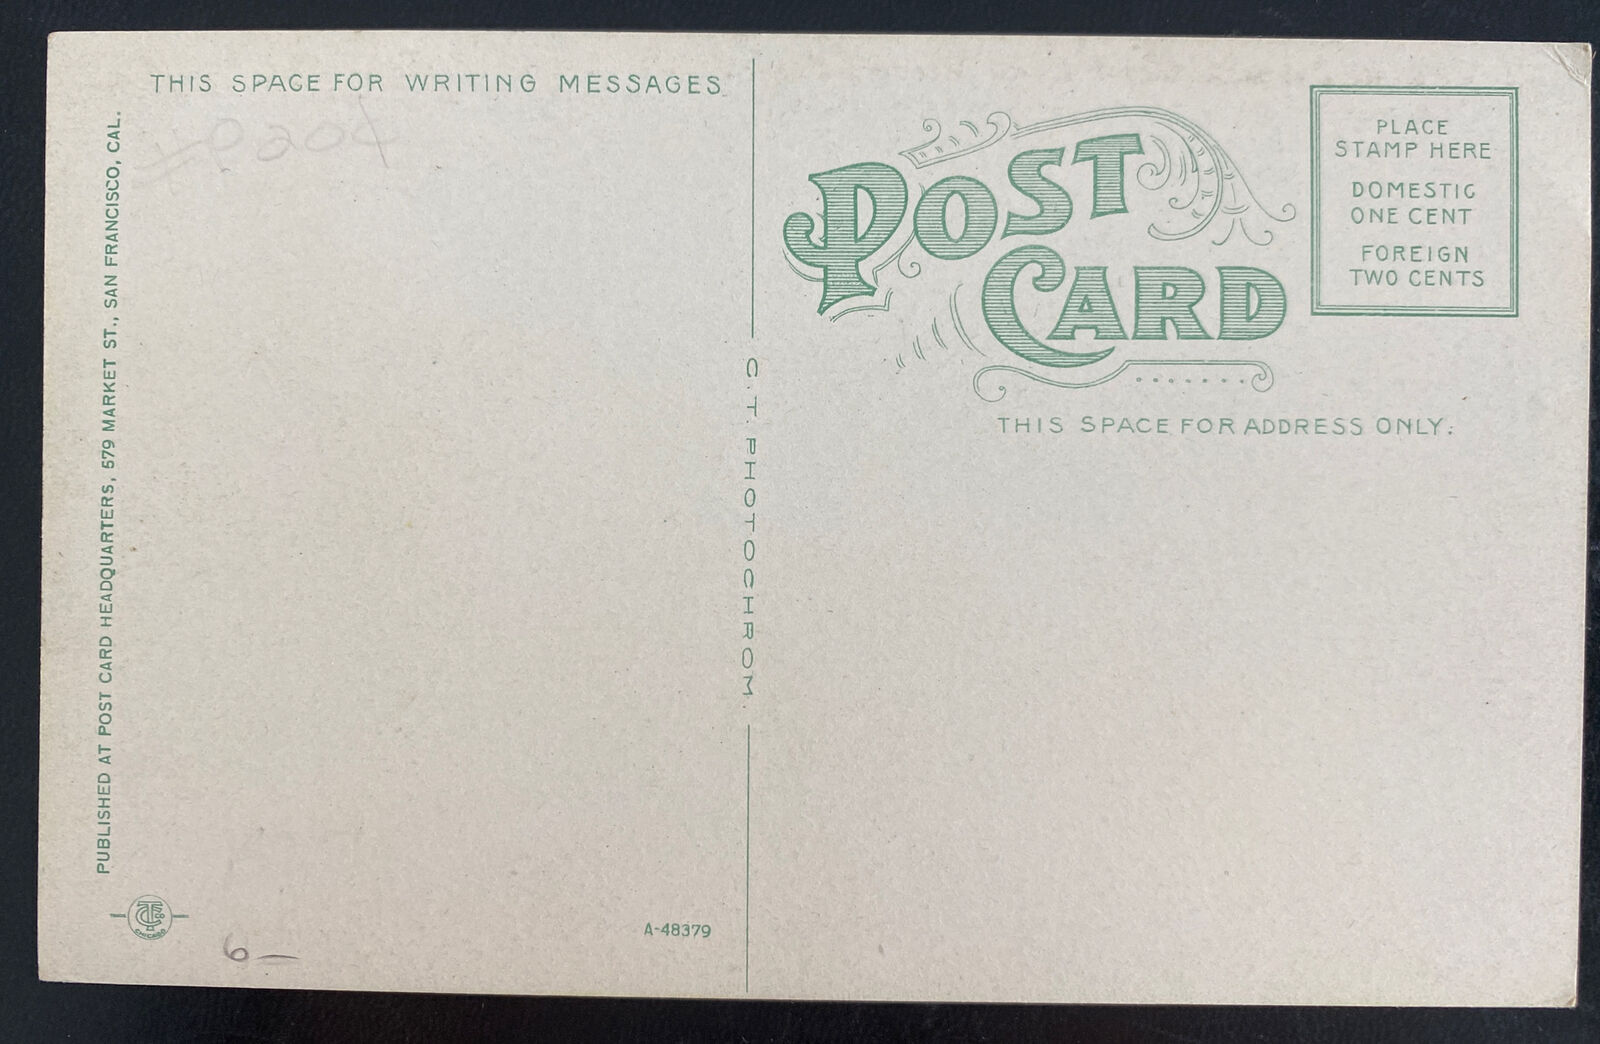 THIS SPACE FOR WRITING MESSAGES
PUBLISHED AT POST CARD HEADQUARTERS, 579 MARKET ST., SAN FRANCISCO, CAL.
CHICAGO
6 —
A-48379
C. T. PHOTOCHROM.
POST
CARD
PLACE
STAMP HERE
DOMESTIC
ONE CENT
FOREIGN
TWO CENTS
THIS SPACE FOR ADDRESS ONLY.